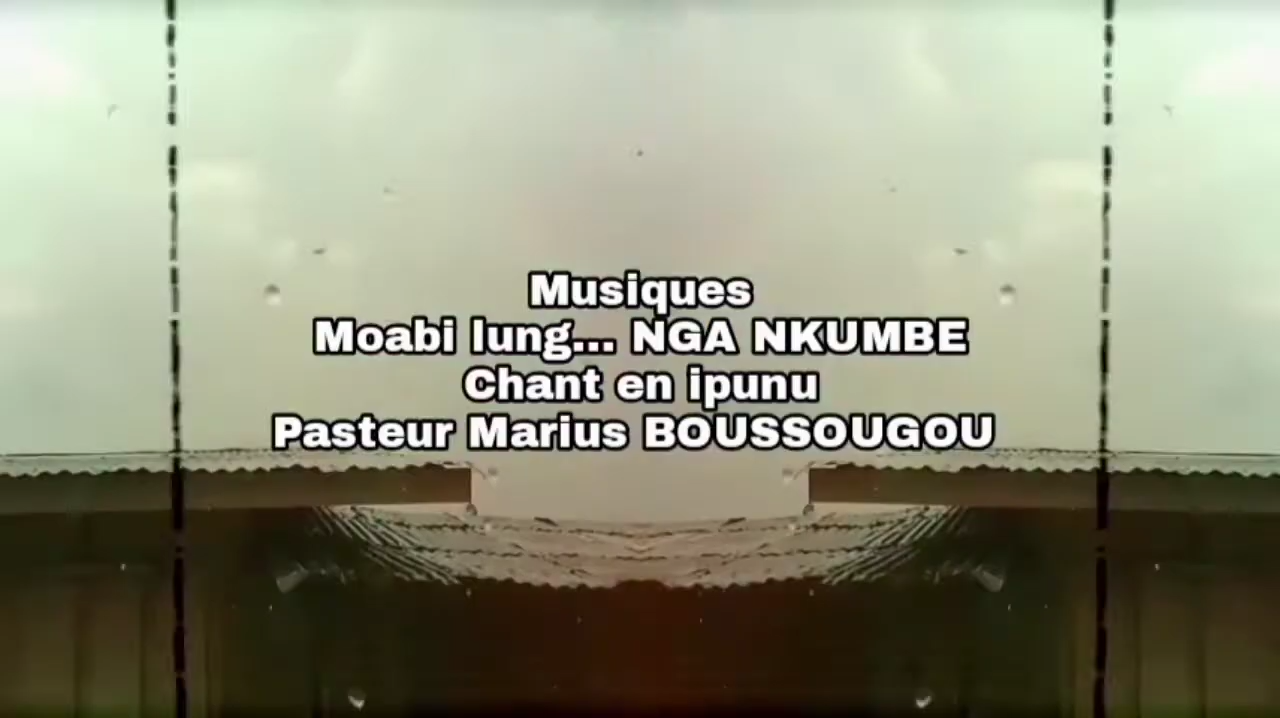 Musiques
Moabi lung... NGA NKUMBE
Chant en ipunu
Pasteur Marius BOUSSOUGOU